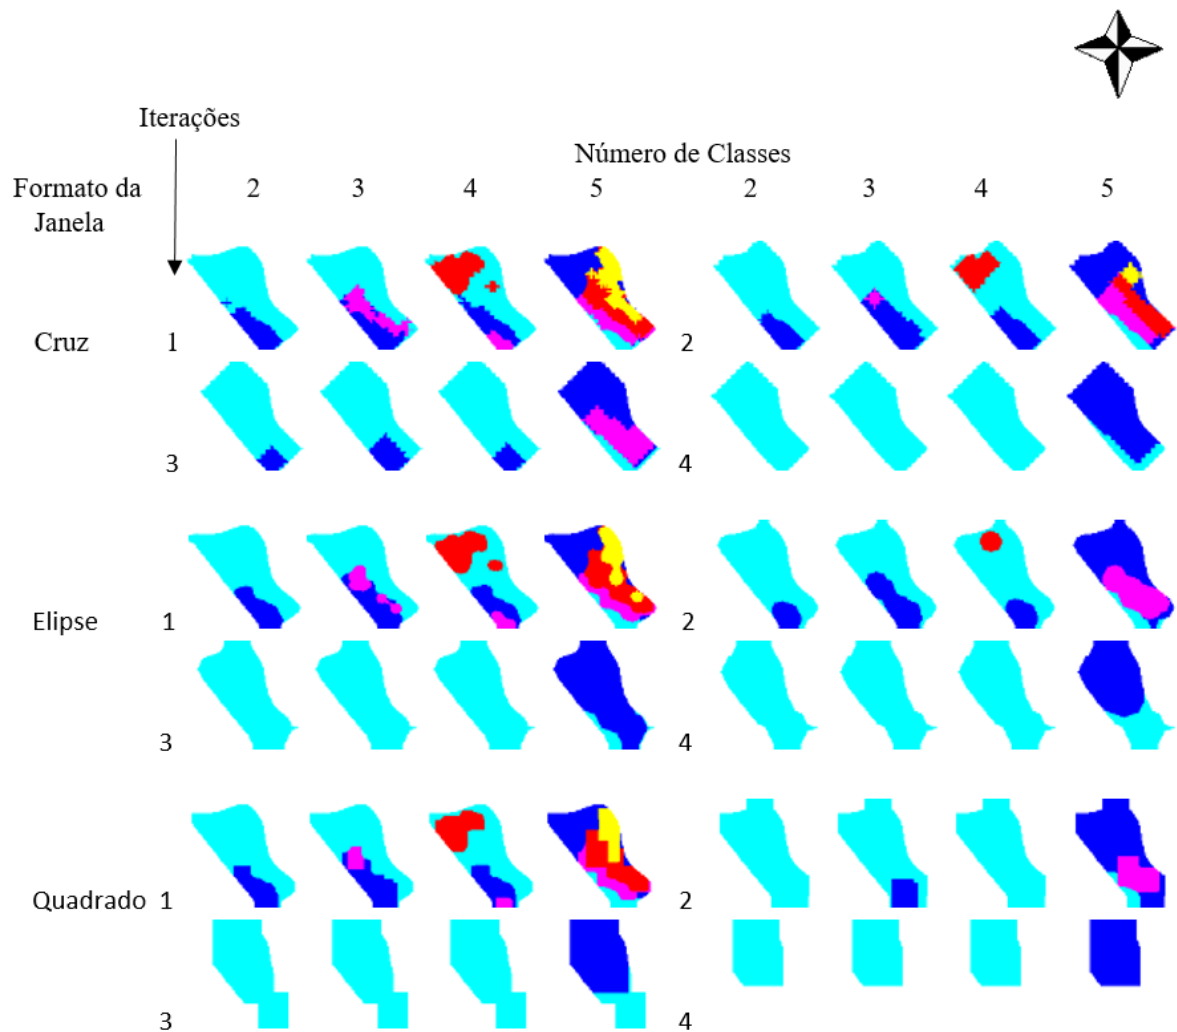 Iterações
Número de Classes
Formato da 2 3 4 5 2 3 4 5
Janela
Cruz 1 2
3 4
Elipse 1 2
3 4
Quadrado 1 2
3 4